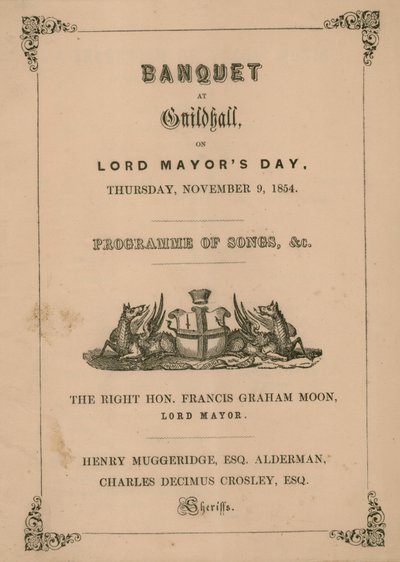 BANQUET
AT
Guildhall,
ON
LORD MAYOR'S DAY,
THURSDAY, NOVEMBER 9, 1854.
PROGRAMME OF SONGS, &c.
THE RIGHT HON. FRANCIS GRAHAM MOON,
LORD MAYOR.
HENRY MUGGERIDGE, ESQ. ALDERMAN,
CHARLES DECIMUS CROSLEY, ESQ.
Sheriffs.